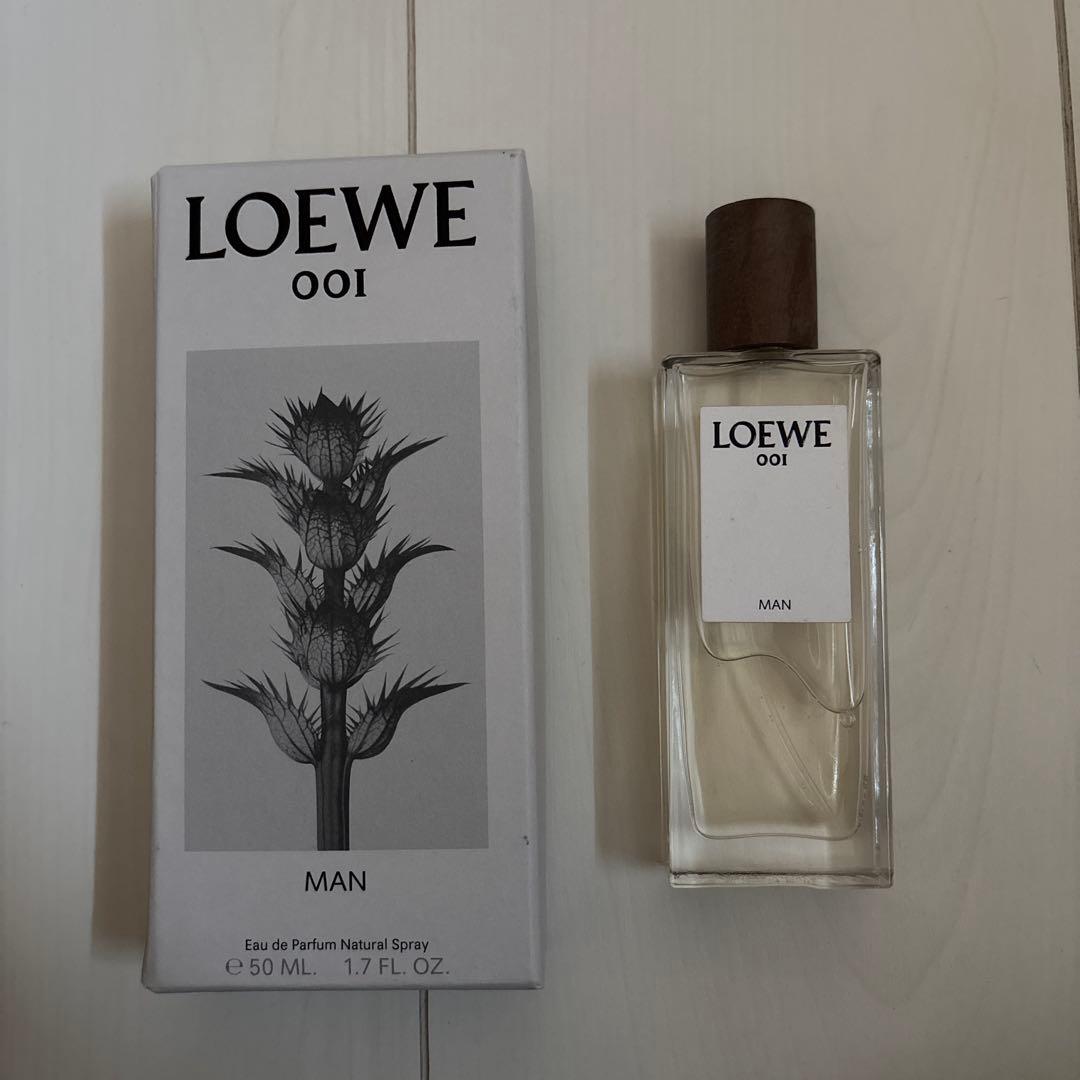 LOEWE
001
MAN
Eau de Parfum Natural Spray
℮ 50 ML. 1.7 FL. OZ.
LOEWE
001
MAN